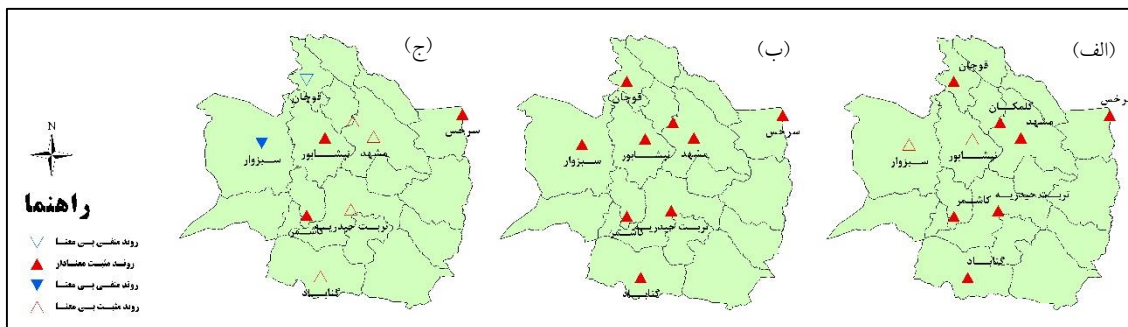 (الف)
قوچان
سرخس
گلمکان
مشهد
نیشابور
سبزوار
تربت حیدریه
کاشمر
گناباد
(ب)
قوچان
سرخس
مشهد
نیشابور
سبزوار
تربت حیدریه
کاشمر
گناباد
(ج)
قوچان
سرخس
مشهد
نیشابور
سبزوار
تربت حیدریه
کاشمر
گناباد
N
راهنما
روند منفی بی معنا
روند مثبت معنادار
روند منفی بی معنا
روند مثبت بی معنا